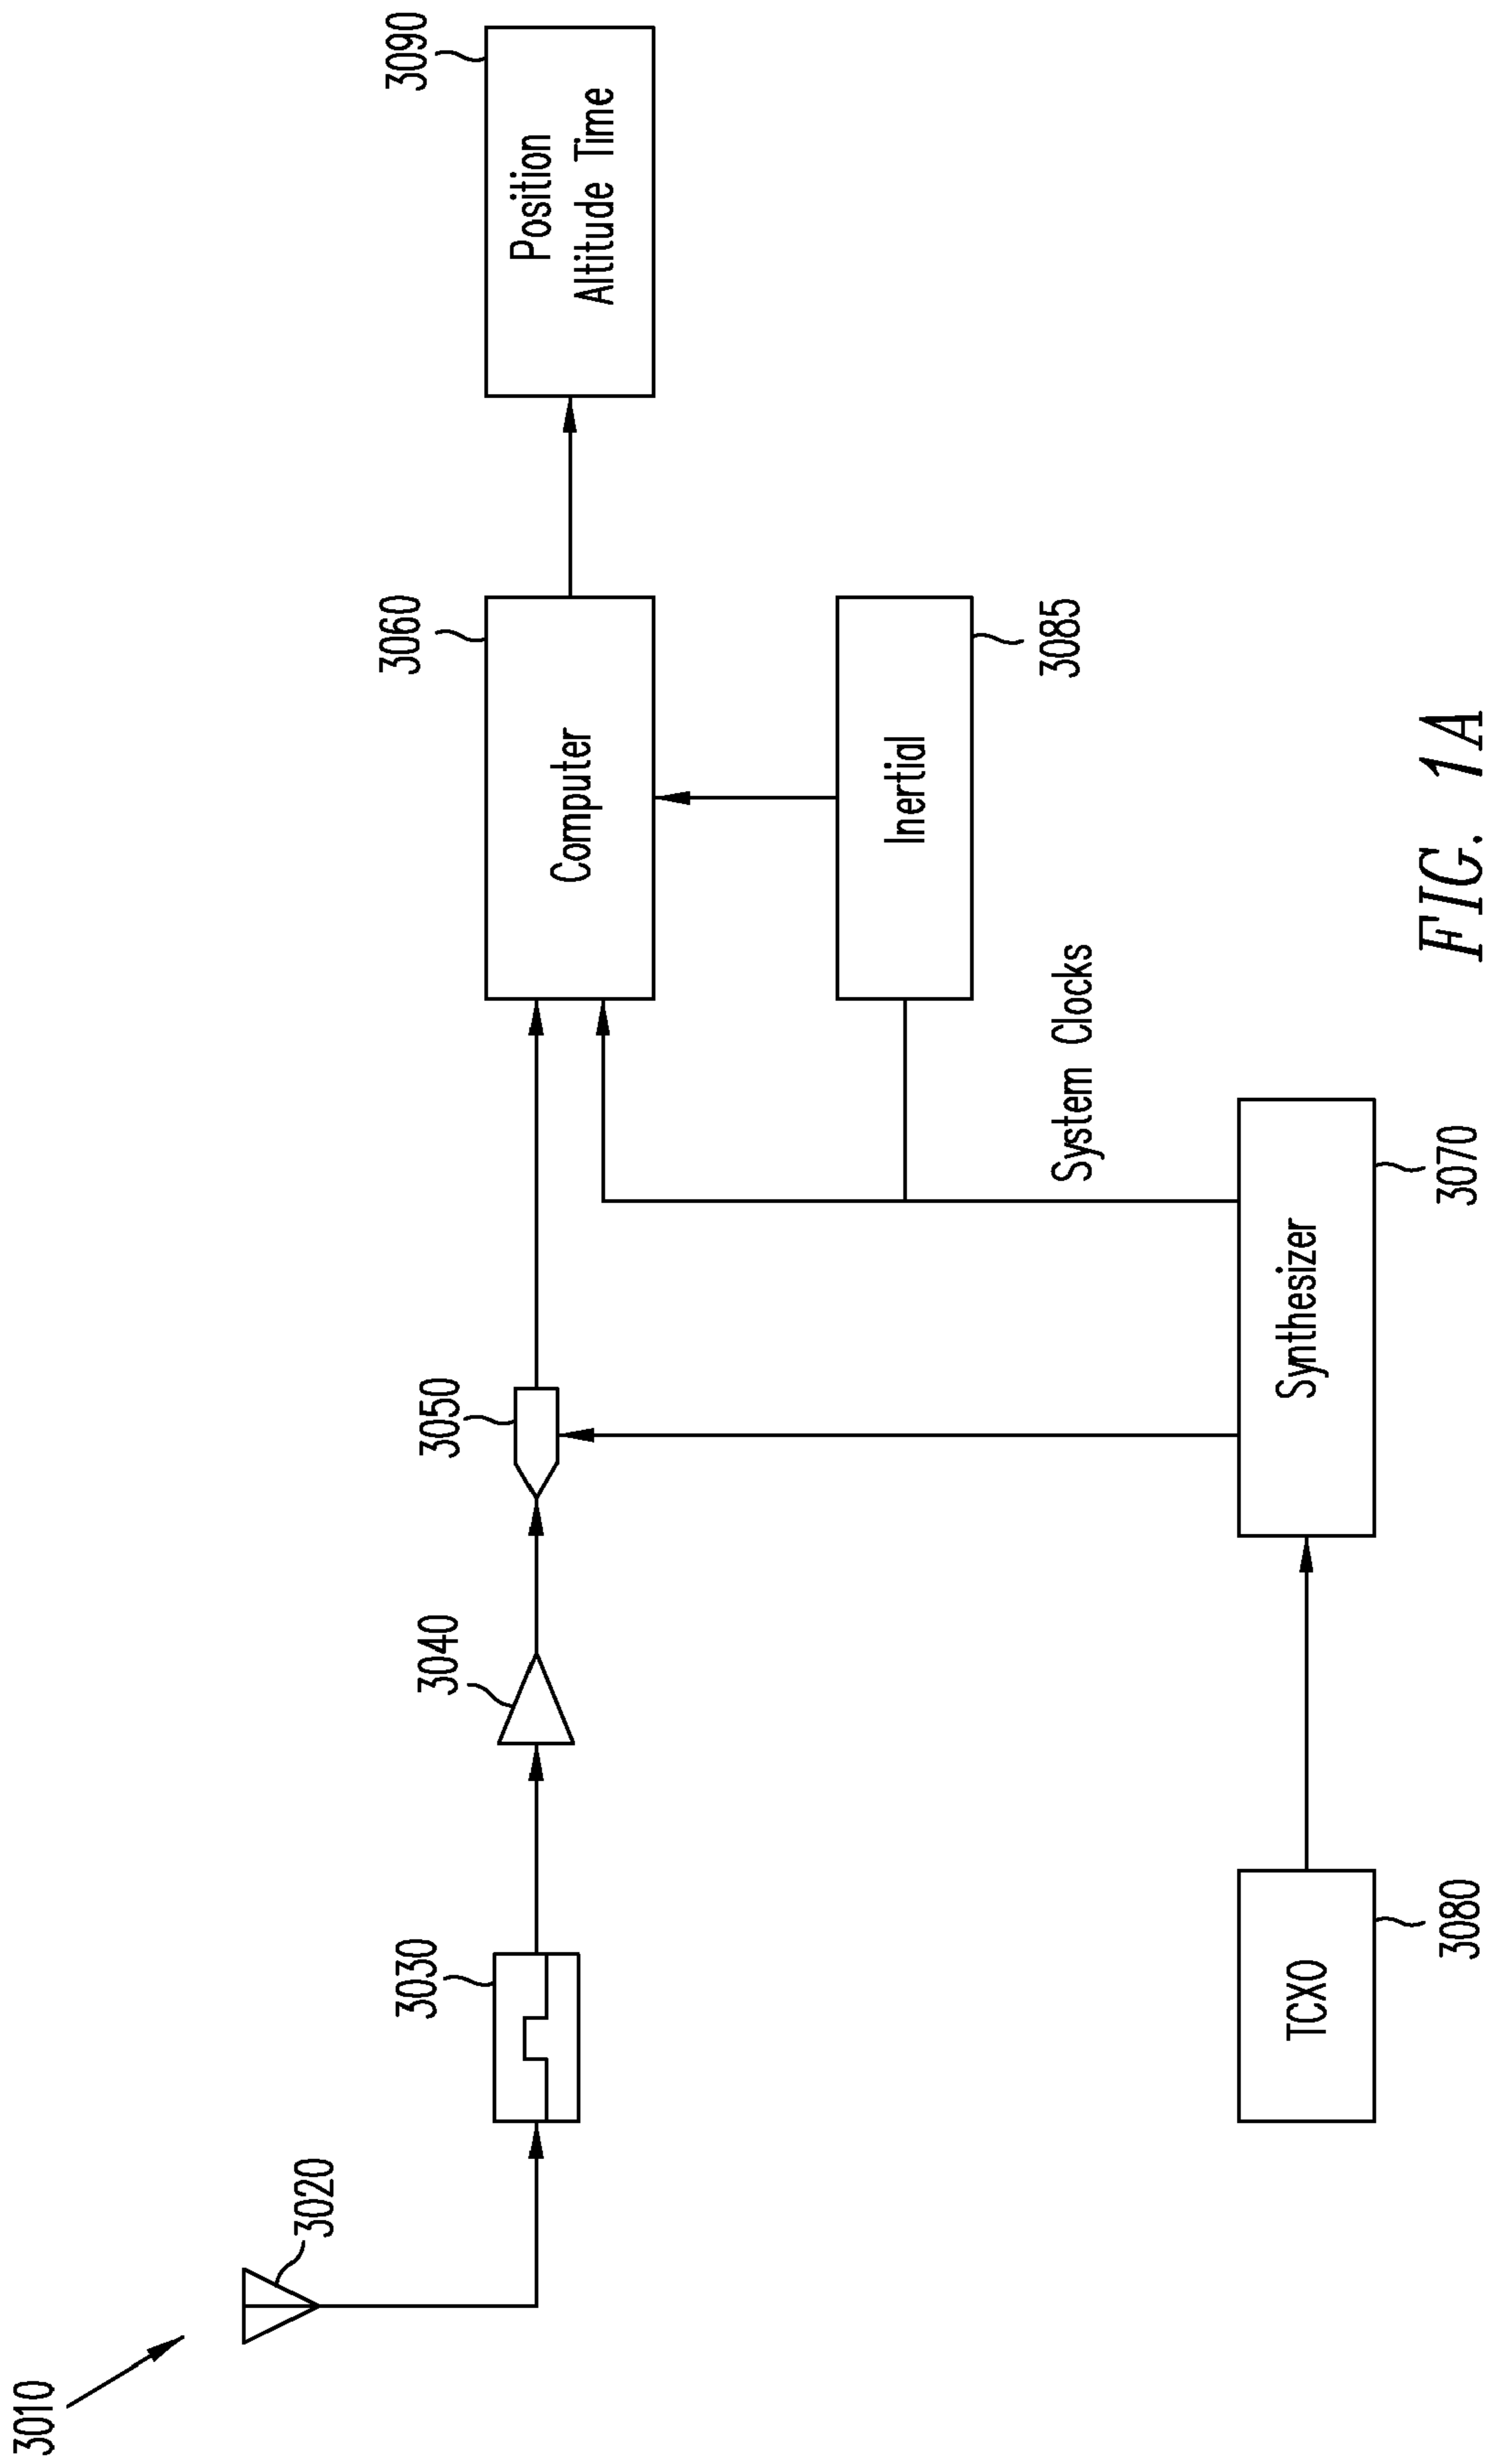 3010
3020
3030
3040
3050
3060
Computer
3090
Position
Altitude Time
Inertial
3085
System Clocks
Synthesizer
3070
TCXO
3080
FIG. 1A